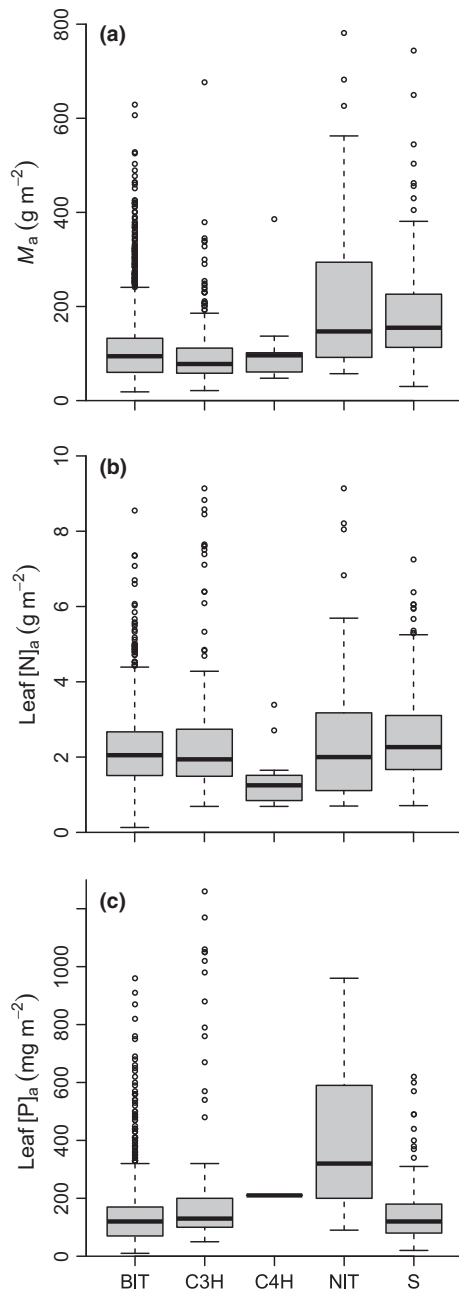 (a)
800
600
400
200
0
Mₐ (g m⁻²)
(b)
10
8
6
4
2
0
Leaf [N]ₐ (g m⁻²)
(c)
1000
800
600
400
200
0
Leaf [P]ₐ (mg m⁻²)
BIT C3H C4H NIT S